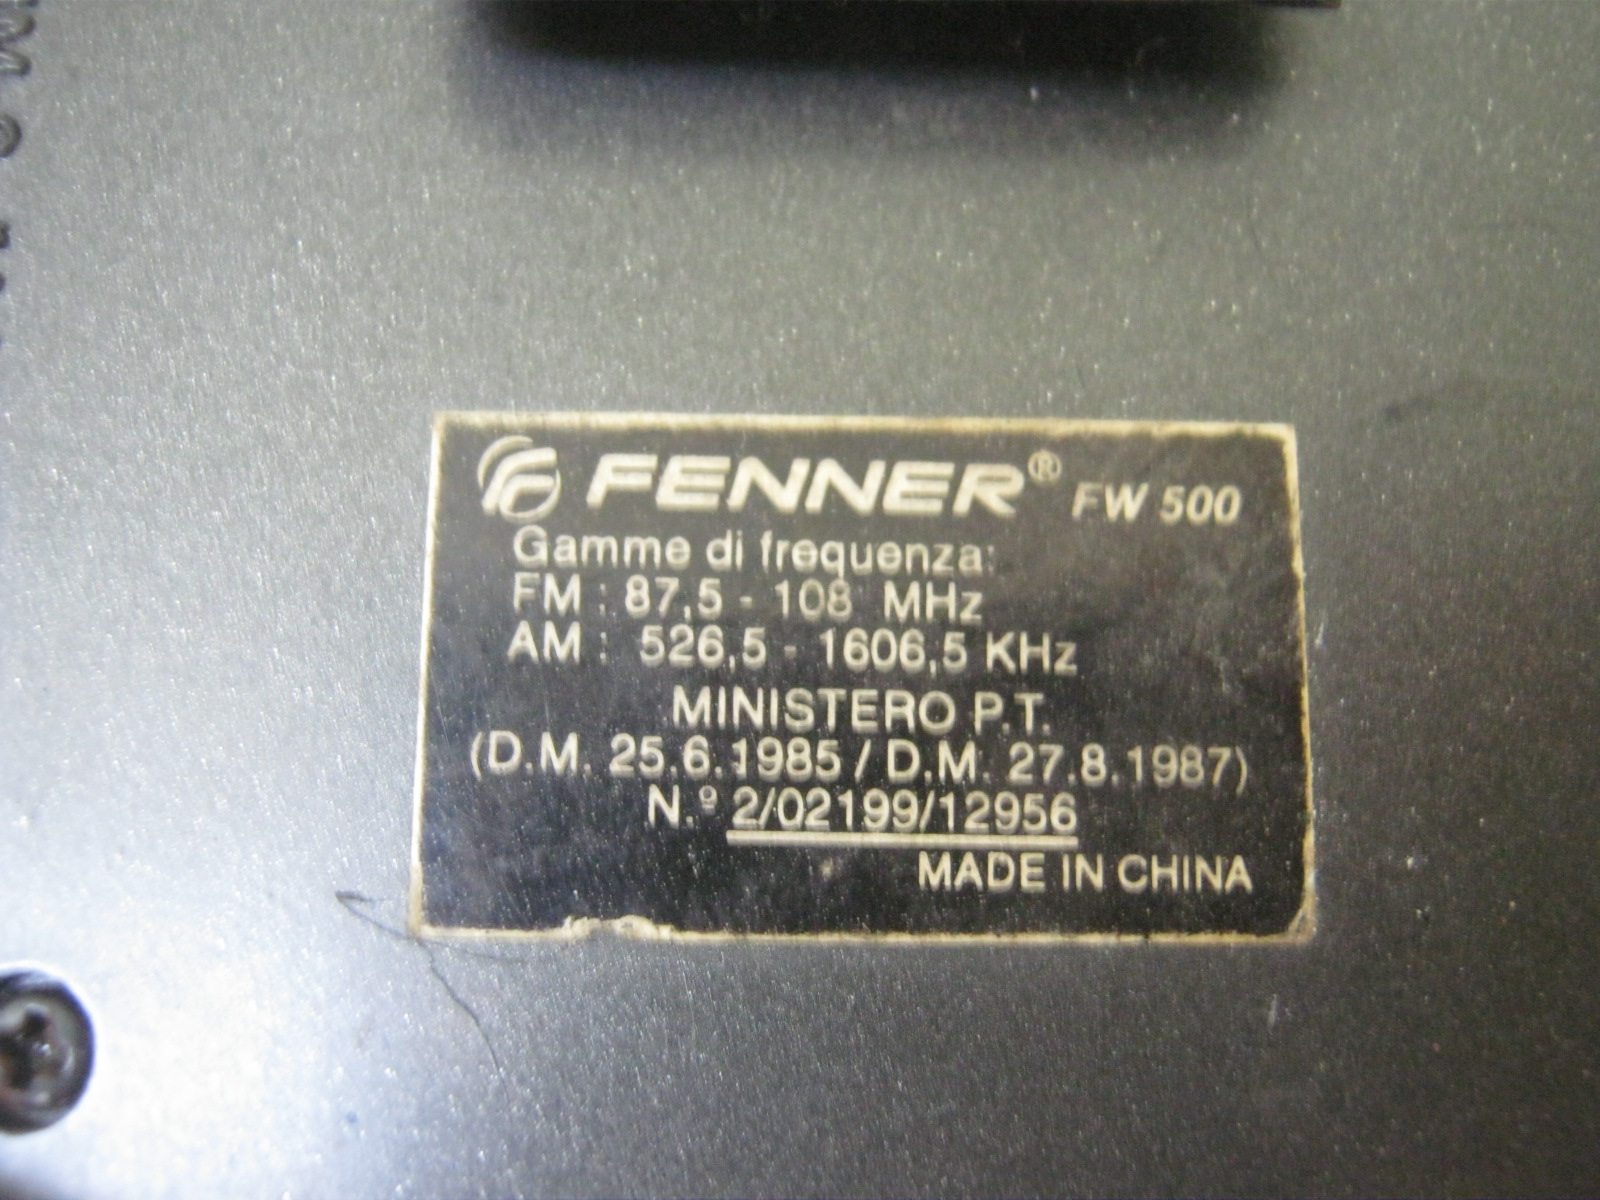 FENNER® FW 500
Gamme di frequenza:
FM : 87,5 - 108 MHz
AM : 526,5 - 1606,5 KHz
MINISTERO P.T.
(D.M. 25.6.1985 / D.M. 27.8.1987)
N.º 2/02199/12956
MADE IN CHINA